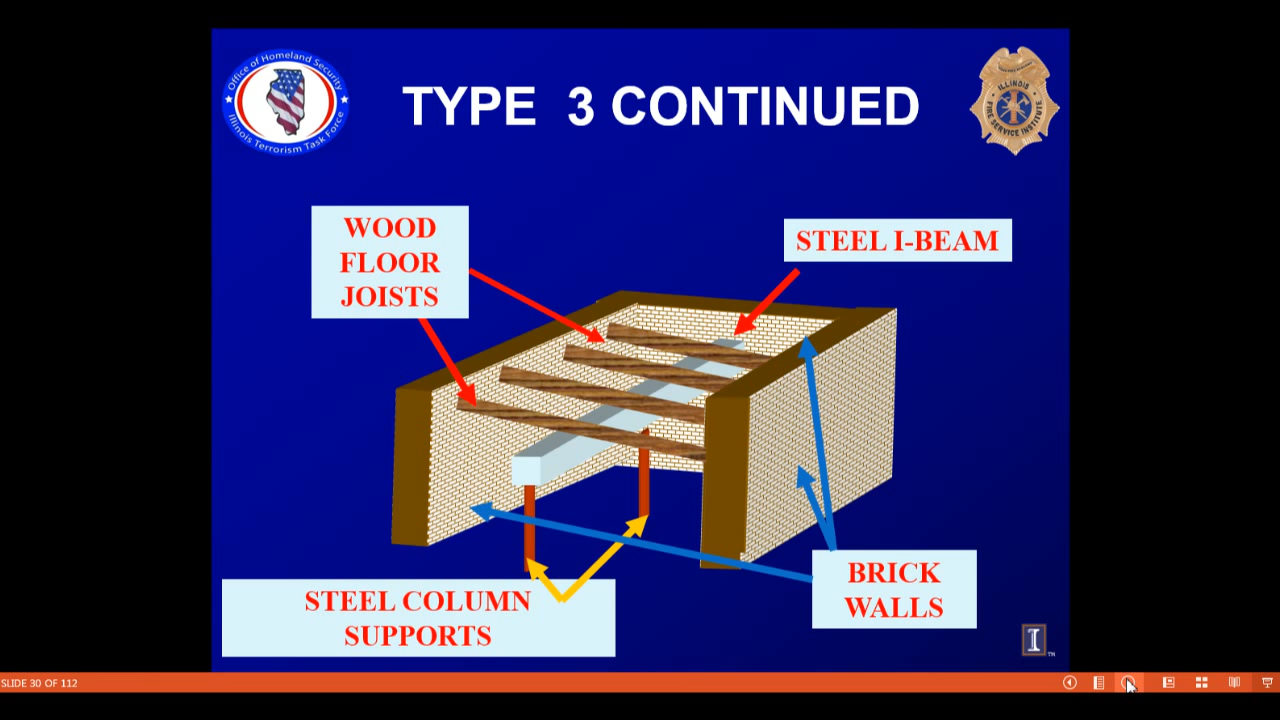 Office of Homeland Security
Illinois Terrorism Task Force
TYPE 3 CONTINUED
ILLINOIS
FIRE SERVICE INSTITUTE
WOOD
FLOOR
JOISTS
STEEL I-BEAM
STEEL COLUMN
SUPPORTS
BRICK
WALLS
I
TM
SLIDE 30 OF 112